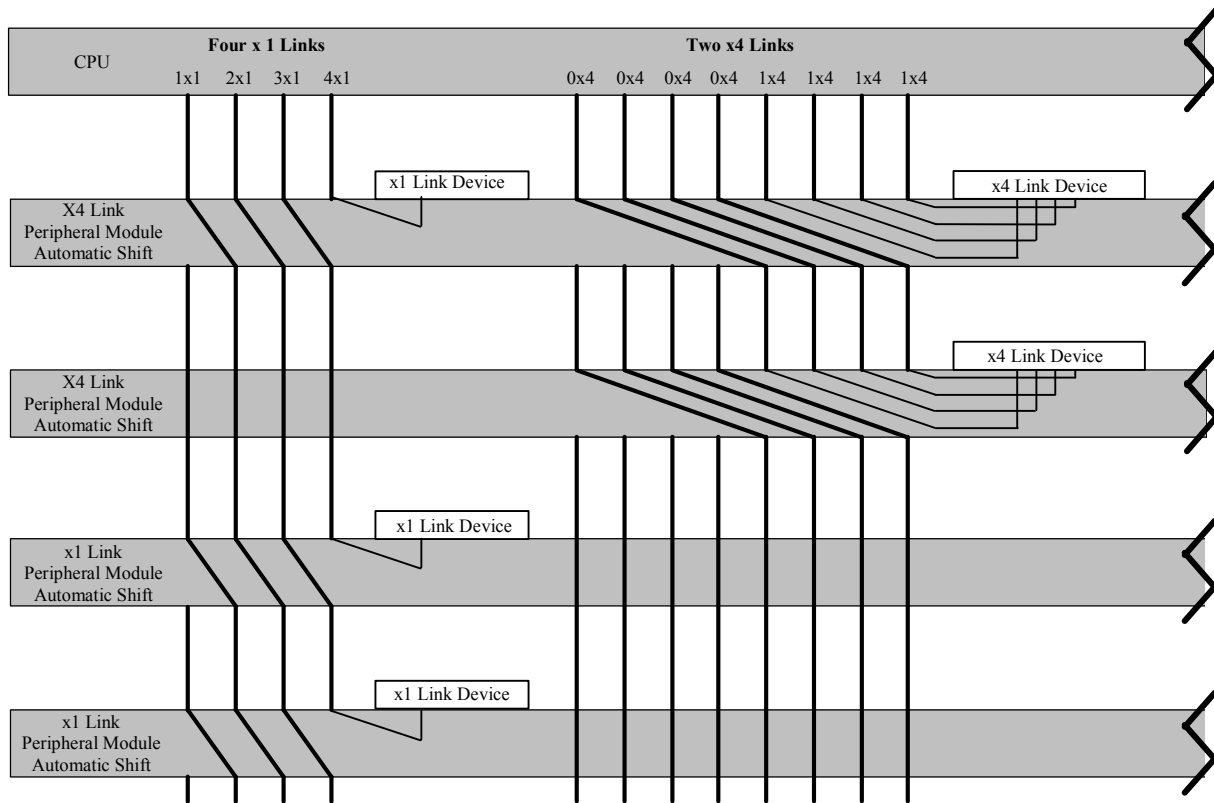 Four x 1 Links
Two x4 Links
CPU
1x1 2x1 3x1 4x1
0x4 0x4 0x4 0x4 1x4 1x4 1x4 1x4
x1 Link Device
x4 Link Device
X4 Link
Peripheral Module
Automatic Shift
x4 Link Device
X4 Link
Peripheral Module
Automatic Shift
x1 Link Device
x1 Link
Peripheral Module
Automatic Shift
x1 Link Device
x1 Link
Peripheral Module
Automatic Shift